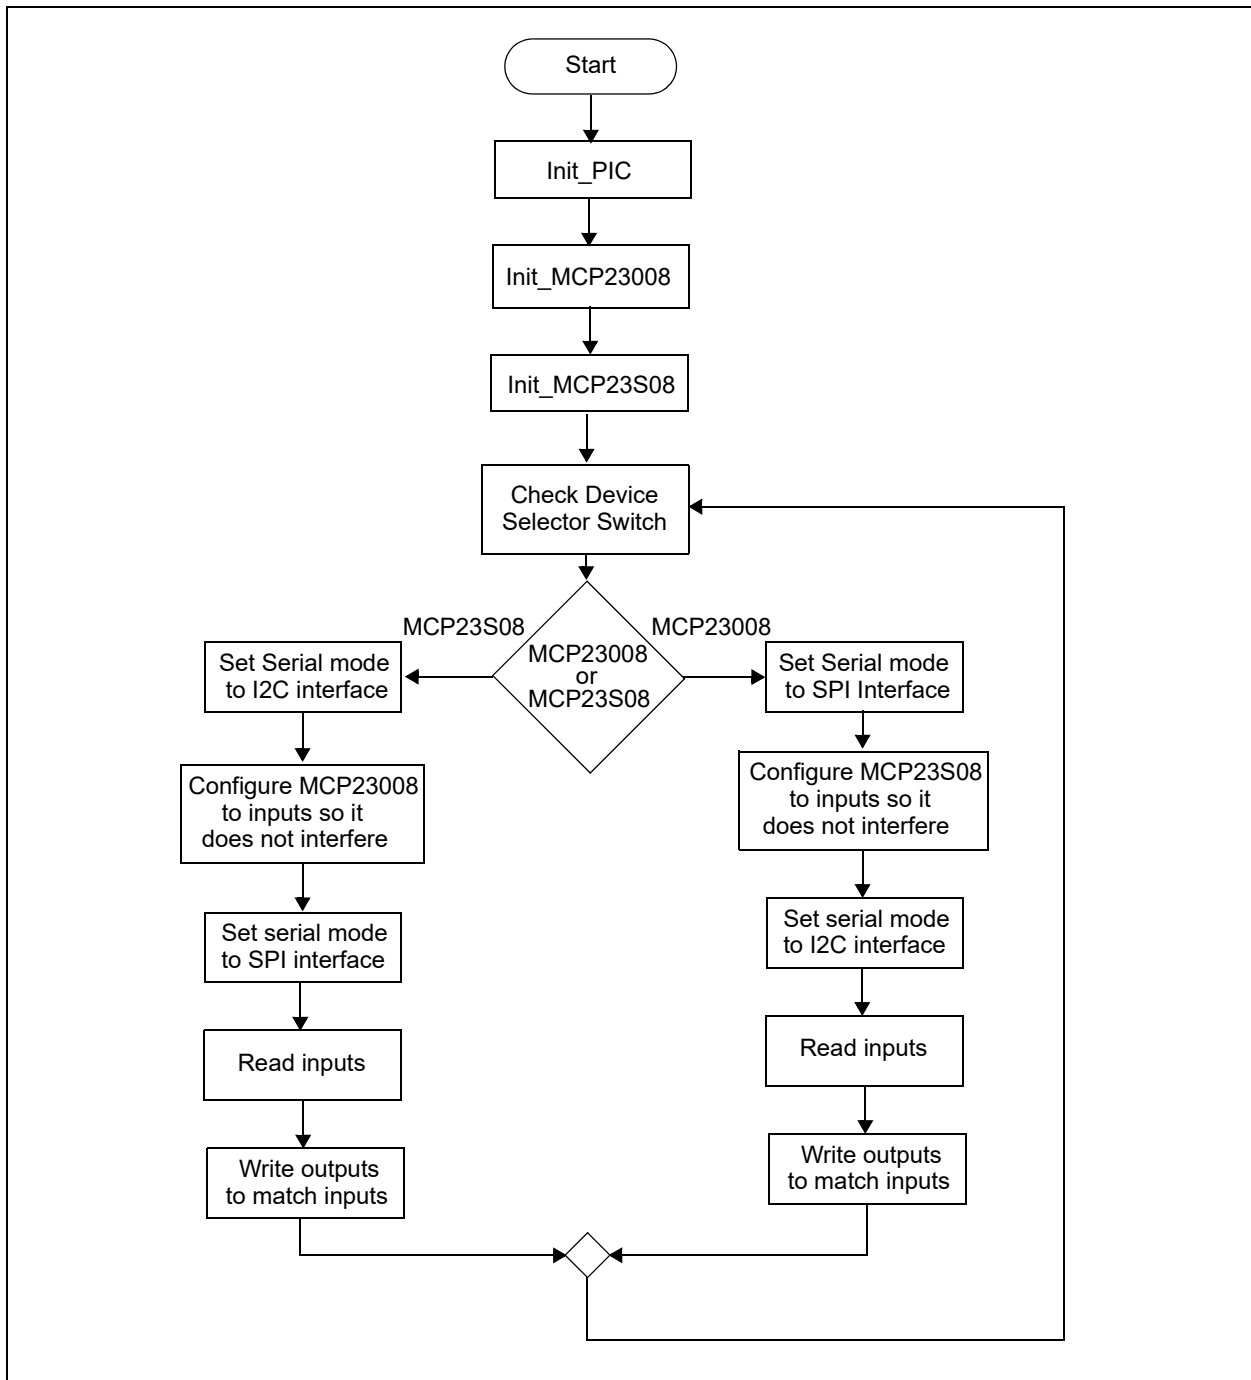 Start
Init_PIC
Init_MCP23008
Init_MCP23S08
Check Device
Selector Switch
MCP23S08
MCP23008
MCP23008
or
MCP23S08
Set Serial mode
to I2C interface
Configure MCP23008
to inputs so it
does not interfere
Set serial mode
to SPI interface
Read inputs
Write outputs
to match inputs
Set Serial mode
to SPI Interface
Configure MCP23S08
to inputs so it
does not interfere
Set serial mode
to I2C interface
Read inputs
Write outputs
to match inputs